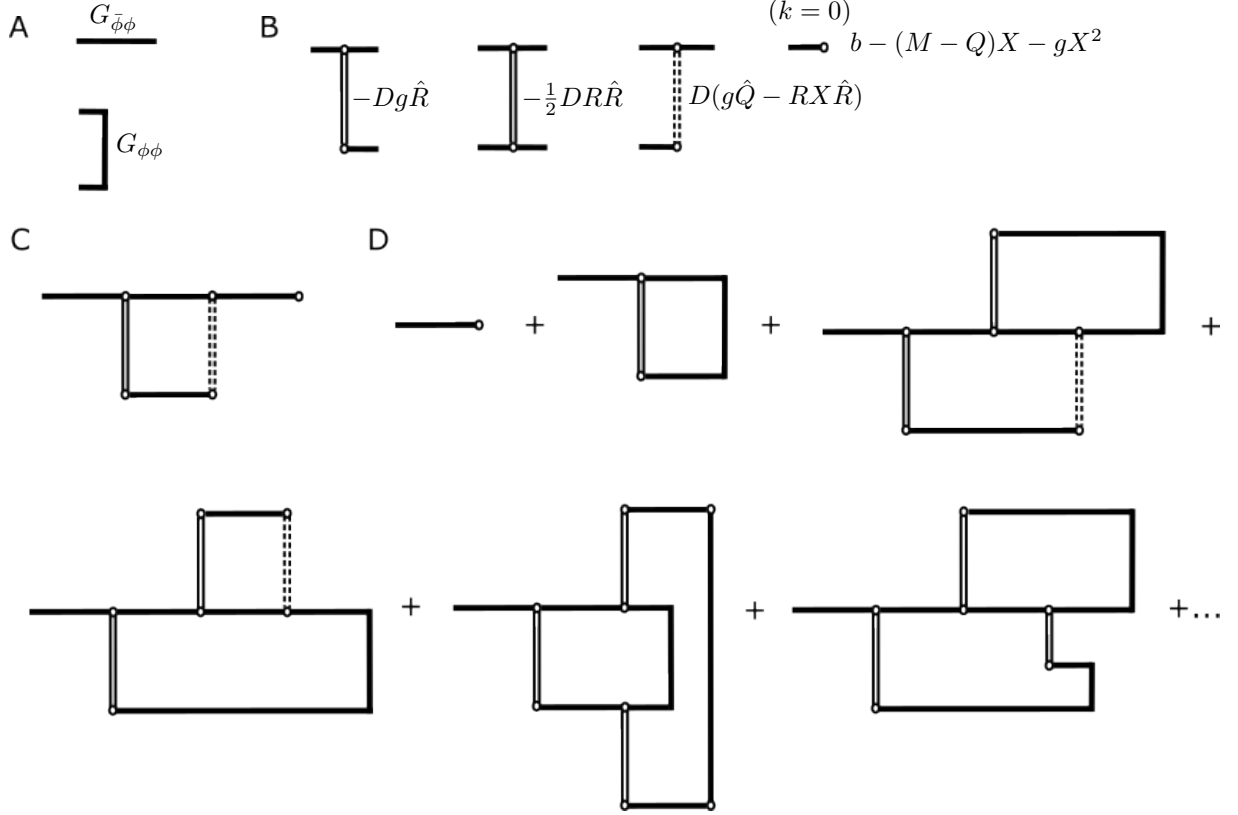 A
$G_{\bar{\phi}\phi}$
$G_{\phi\phi}$
B
$-Dg\hat{R}$
$-\frac{1}{2}DR\hat{R}$
$D(g\hat{Q} - RX\hat{R})$
$(k = 0)$
$b - (M - Q)X - gX^2$
C
D
+ + +
+ + +...